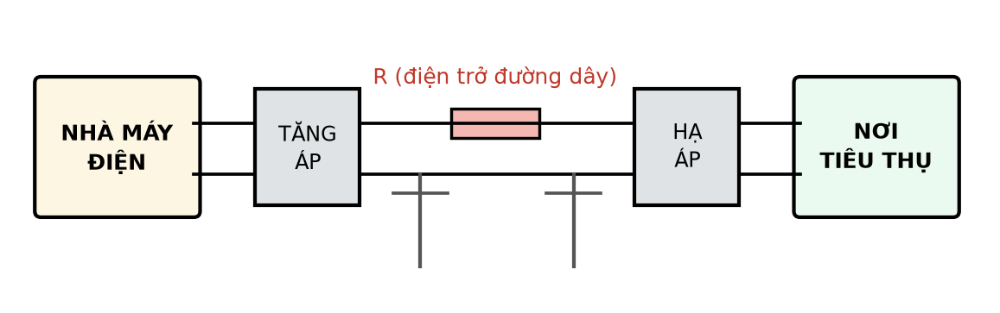 R (điện trở đường dây)
NHÀ MÁY
ĐIỆN
TĂNG
ÁP
HẠ
ÁP
NƠI
TIÊU THỤ